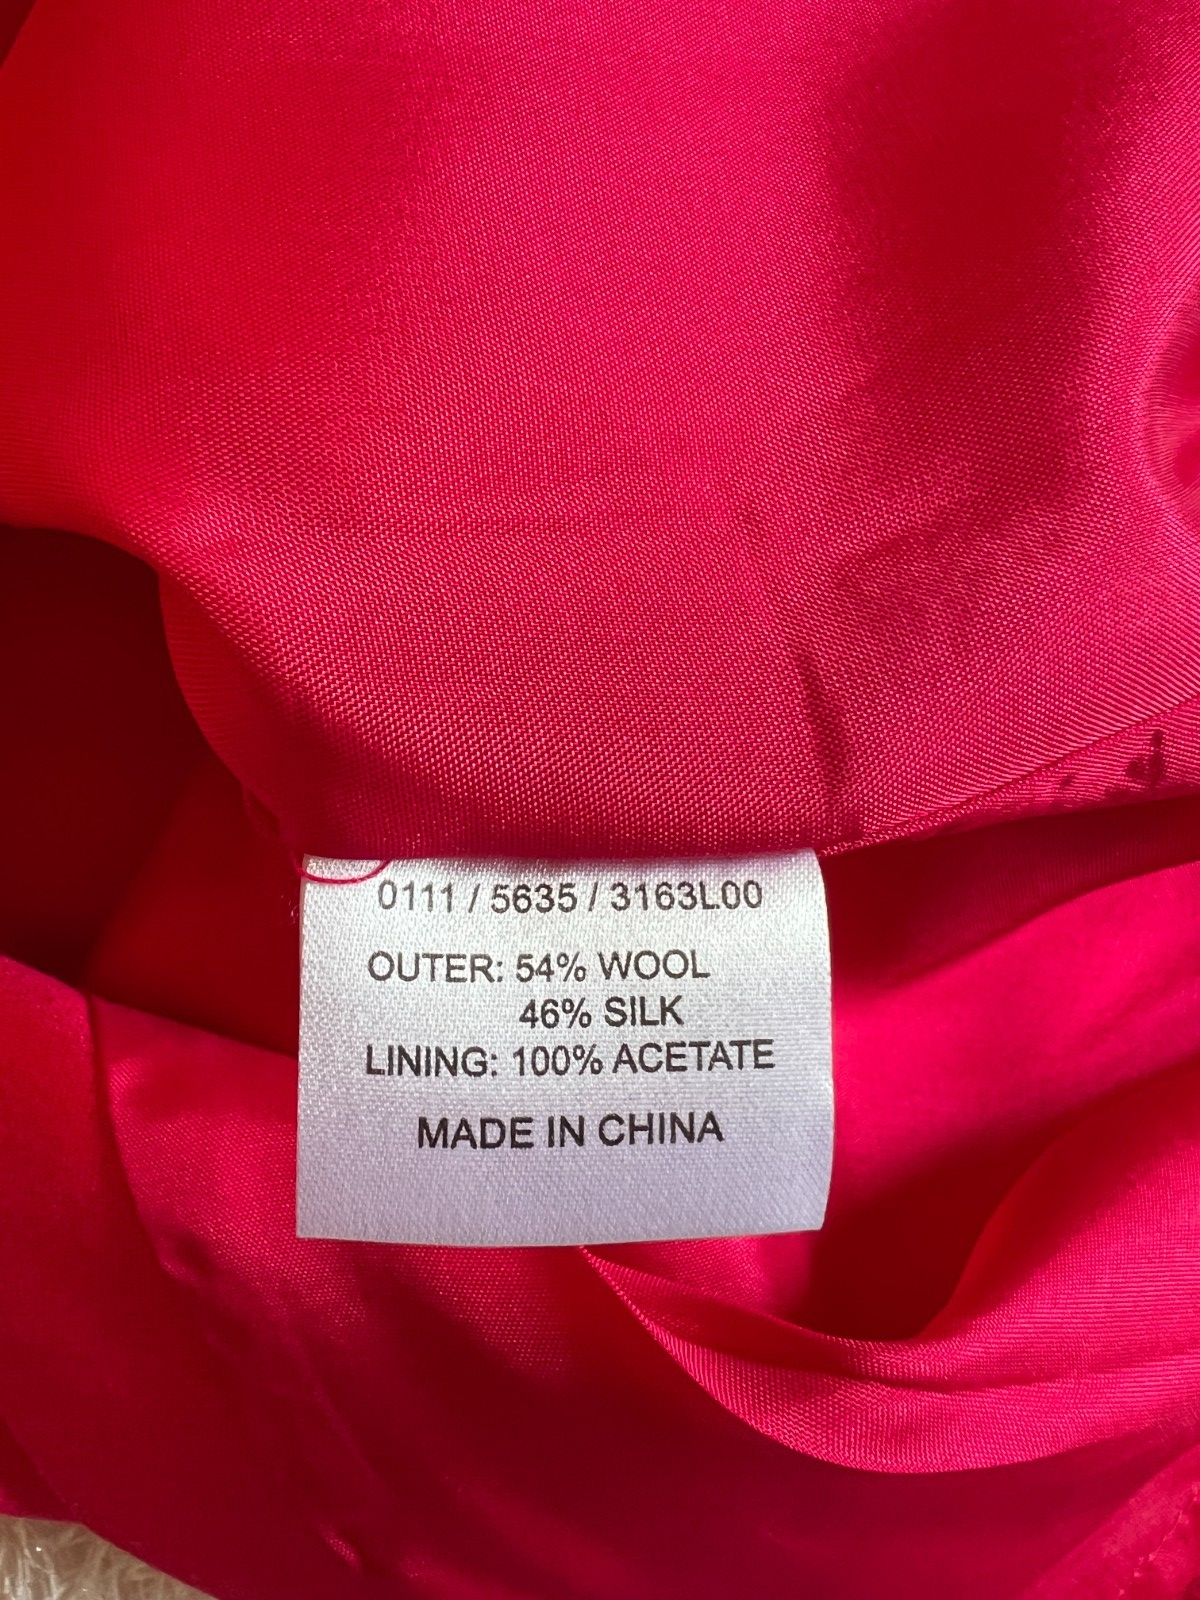 0111 / 5635 / 3163L00
OUTER: 54% WOOL
46% SILK
LINING: 100% ACETATE
MADE IN CHINA